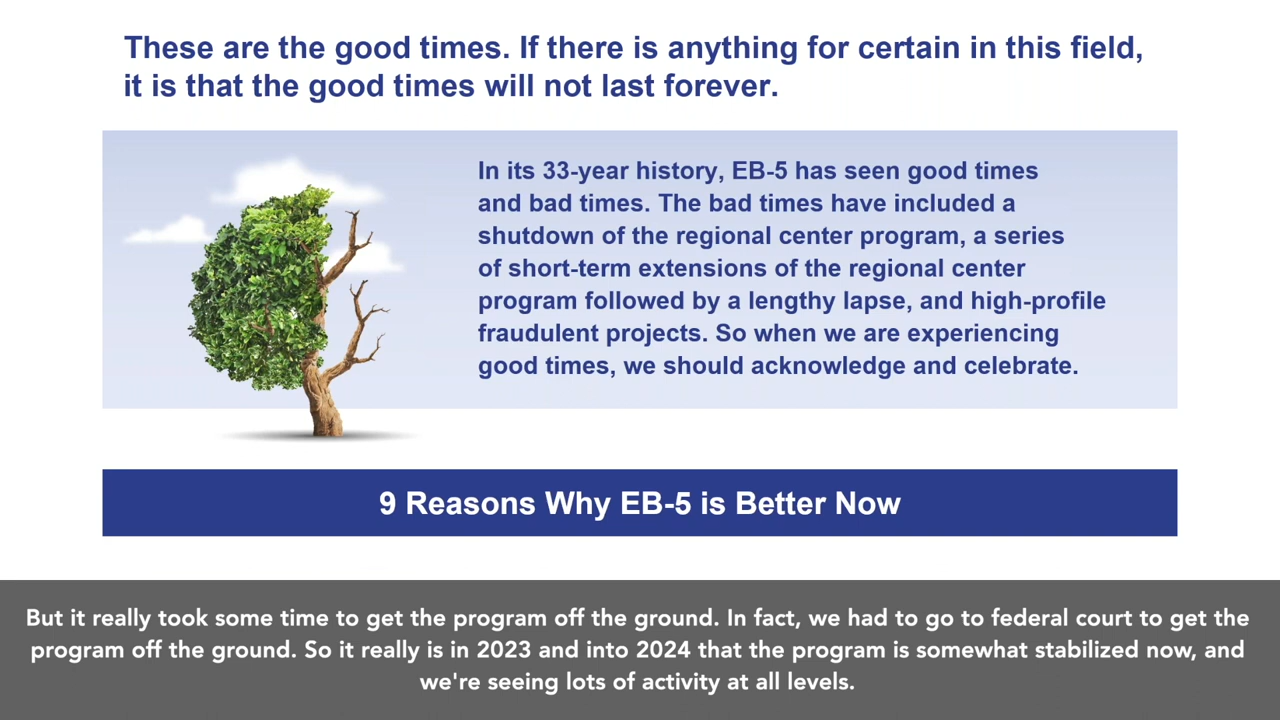 These are the good times. If there is anything for certain in this field,
it is that the good times will not last forever.
In its 33-year history, EB-5 has seen good times
and bad times. The bad times have included a
shutdown of the regional center program, a series
of short-term extensions of the regional center
program followed by a lengthy lapse, and high-profile
fraudulent projects. So when we are experiencing
good times, we should acknowledge and celebrate.
9 Reasons Why EB-5 is Better Now
But it really took some time to get the program off the ground. In fact, we had to go to federal court to get the
program off the ground. So it really is in 2023 and into 2024 that the program is somewhat stabilized now, and
we're seeing lots of activity at all levels.